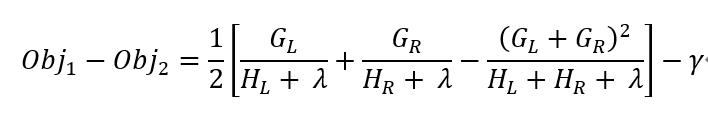 Obj₁ − Obj₂ = 1/2 [ G_L/(H_L + λ) + G_R/(H_R + λ) − (G_L + G_R)²/(H_L + H_R + λ) ] − γ